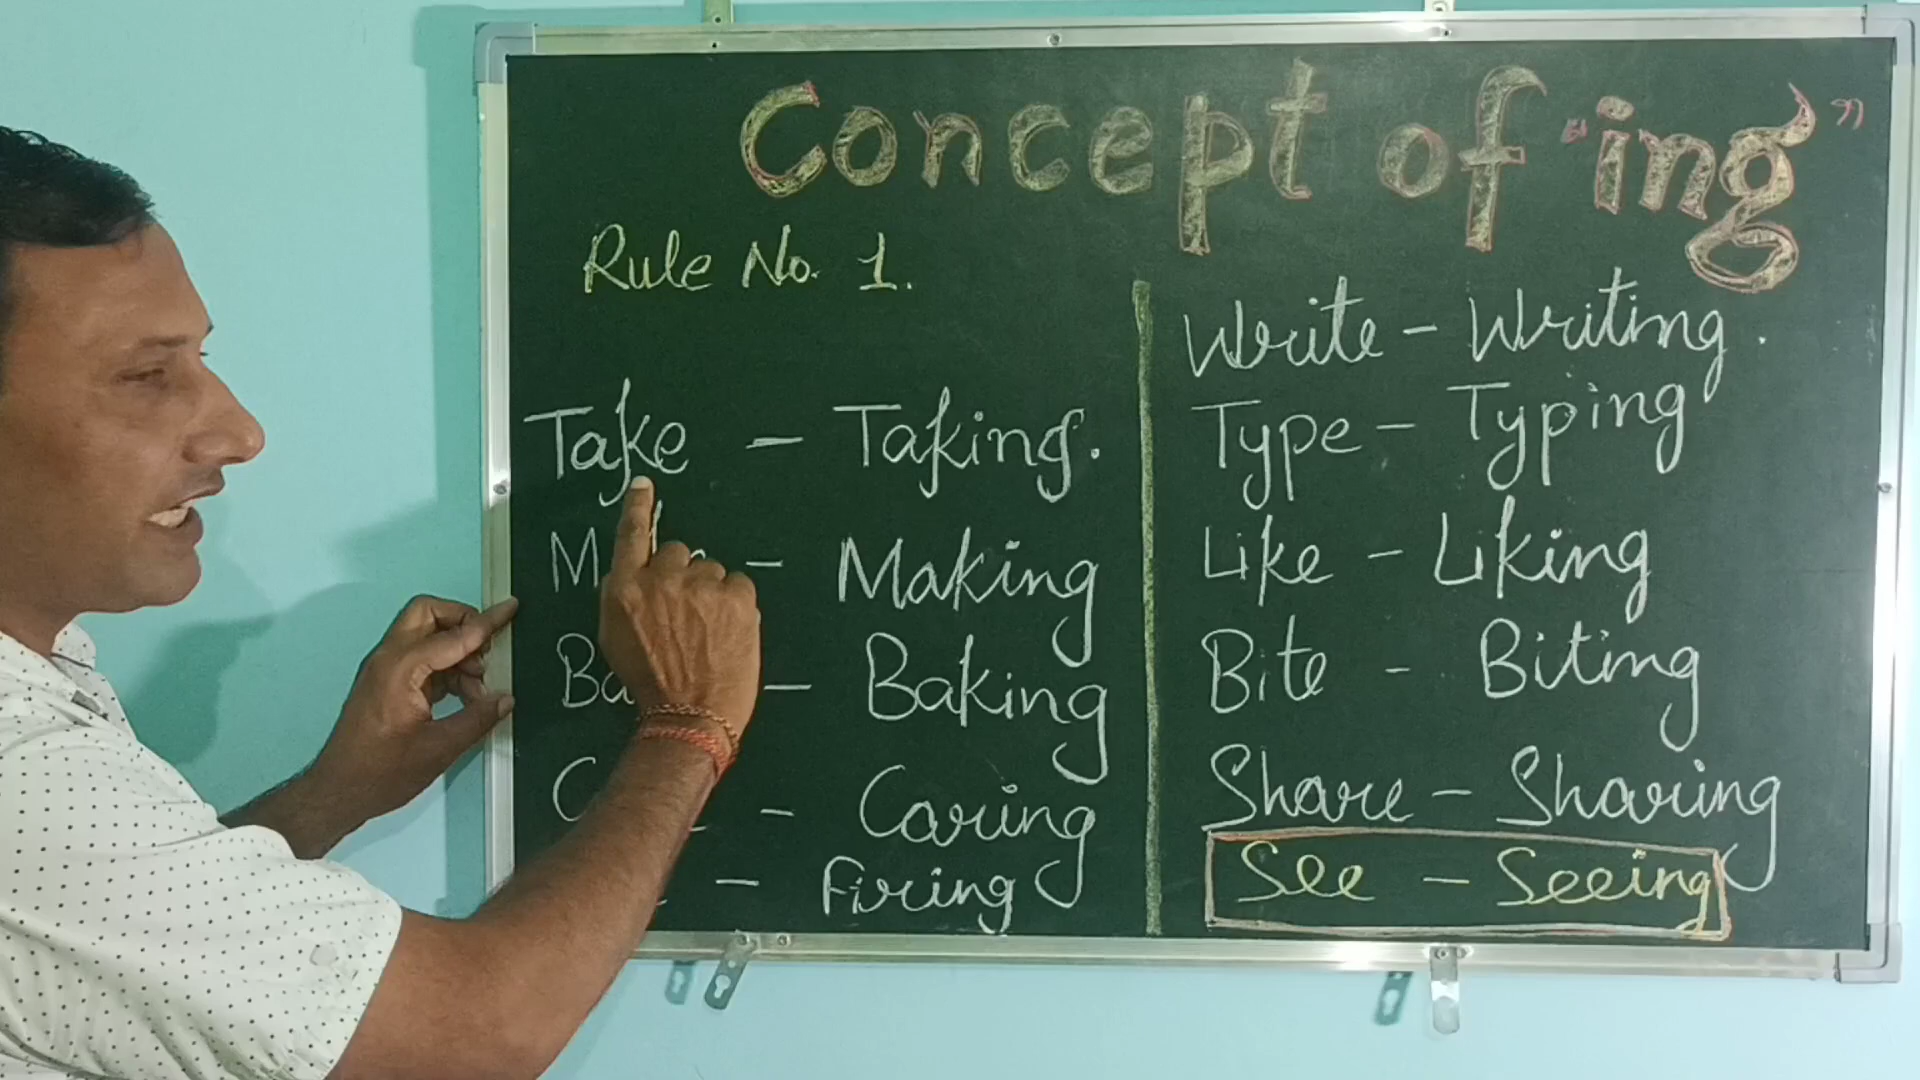 Concept of "ing"
Rule No. 1.
Take - Taking.
- Making
- Baking
- Caring
- Firing
Write - Writing.
Type - Typing
Like - Liking
Bite - Biting
Share - Sharing
See - Seeing